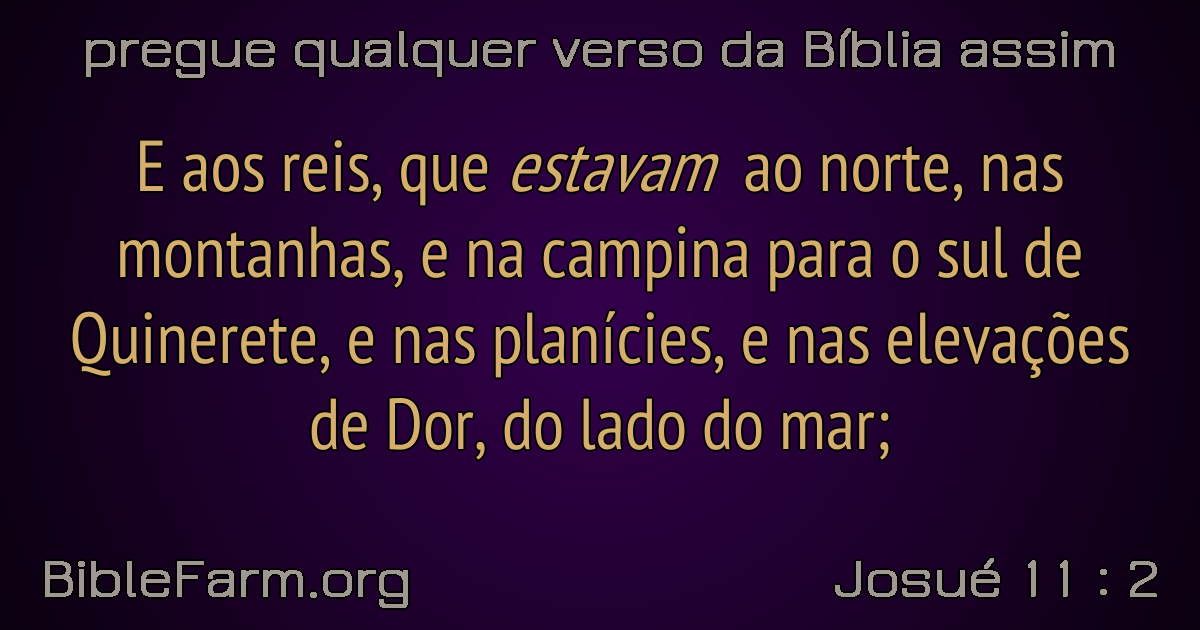 pregue qualquer verso da Bíblia assim
E aos reis, que estavam ao norte, nas
montanhas, e na campina para o sul de
Quinerete, e nas planícies, e nas elevações
de Dor, do lado do mar;
BibleFarm.org
Josué 11 : 2